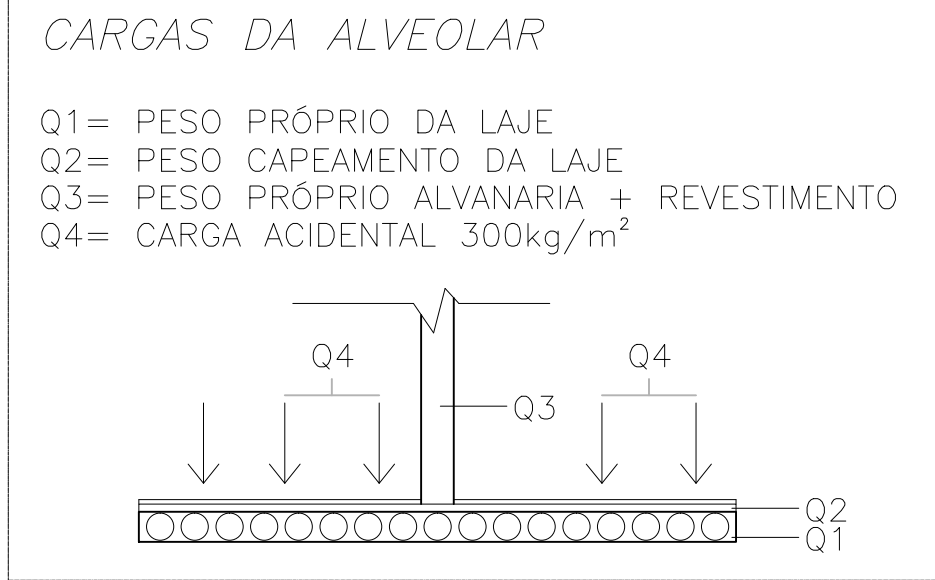 CARGAS DA ALVEOLAR
Q1= PESO PRÓPRIO DA LAJE
Q2= PESO CAPEAMENTO DA LAJE
Q3= PESO PRÓPRIO ALVANARIA + REVESTIMENTO
Q4= CARGA ACIDENTAL 300kg/m²
Q4
Q4
Q3
Q2
Q1